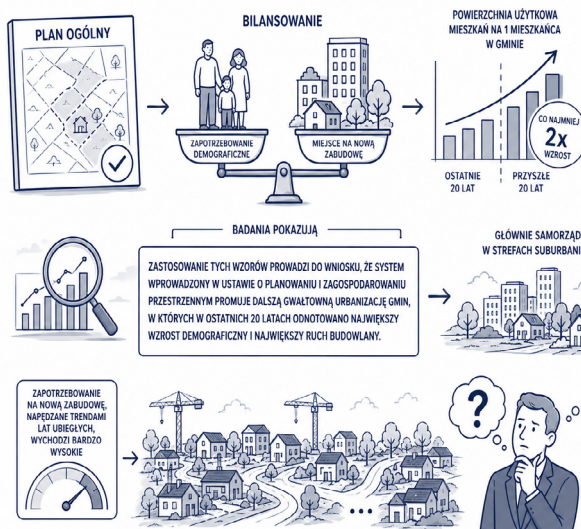 PLAN OGÓLNY
BILANSOWANIE
ZAPOTRZEBOWANIE
DEMOGRAFICZNE
MIEJSCE NA NOWĄ
ZABUDOWĘ
POWIERZCHNIA UŻYTKOWA
MIESZKAŃ NA 1 MIESZKAŃCA
W GMINIE
CO NAJMNIEJ
2x
WZROST
OSTATNIE
20 LAT
PRZYSZŁE
20 LAT
BADANIA POKAZUJĄ
ZASTOSOWANIE TYCH WZORÓW PROWADZI DO WNIOSKU, ŻE SYSTEM
WPROWADZONY W USTAWIE O PLANOWANIU I ZAGOSPODAROWANIU
PRZESTRZENNYM PROMUJE DALSZĄ GWAŁTOWNĄ URBANIZACJĘ GMIN,
W KTÓRYCH W OSTATNICH 20 LATACH ODNOTOWANO NAJWIĘKSZY
WZROST DEMOGRAFICZNY I NAJWIĘKSZY RUCH BUDOWLANY.
GŁÓWNIE SAMORZĄD
W STREFACH SUBURBANI
ZAPOTRZEBOWANIE
NA NOWĄ ZABUDOWĘ,
NAPĘDZANE TRENDAMI
LAT UBIEGŁYCH,
WYCHODZI BARDZO
WYSOKIE
?